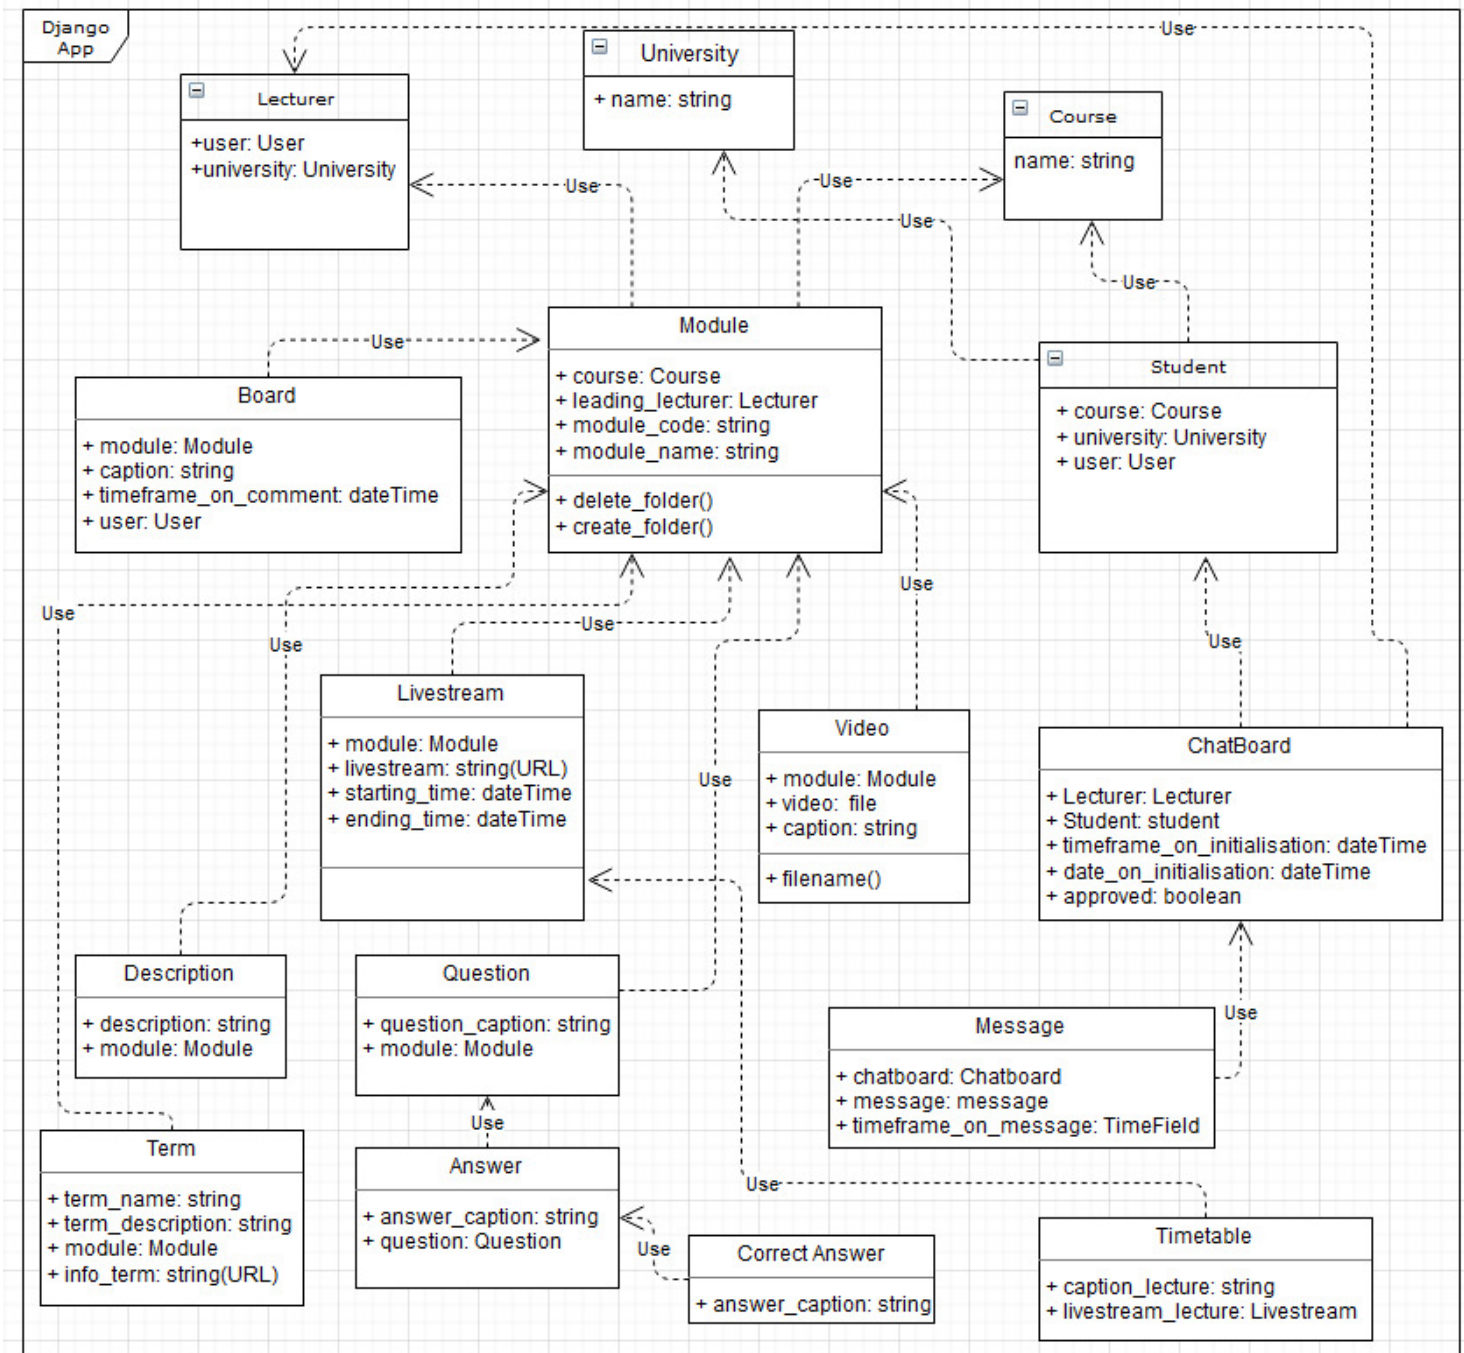 Django
App
Use
University
+ name: string
Lecturer
+user: User
+university: University
Course
name: string
Use
Use
Use
Use
Module
+ course: Course
+ leading_lecturer: Lecturer
+ module_code: string
+ module_name: string
+ delete_folder()
+ create_folder()
Use
Board
+ module: Module
+ caption: string
+ timeframe_on_comment: dateTime
+ user: User
Student
+ course: Course
+ university: University
+ user: User
Use
Use
Use
Use
Use
Livestream
+ module: Module
+ livestream: string(URL)
+ starting_time: dateTime
+ ending_time: dateTime
Use
Video
+ module: Module
+ video:  file
+ caption: string
+ filename()
ChatBoard
+ Lecturer: Lecturer
+ Student: student
+ timeframe_on_initialisation: dateTime
+ date_on_initialisation: dateTime
+ approved: boolean
Description
+ description: string
+ module: Module
Question
+ question_caption: string
+ module: Module
Use
Message
+ chatboard: Chatboard
+ message: message
+ timeframe_on_message: TimeField
Use
Term
+ term_name: string
+ term_description: string
+ module: Module
+ info_term: string(URL)
Answer
+ answer_caption: string
+ question: Question
Use
Use
Correct Answer
+ answer_caption: string
Timetable
+ caption_lecture: string
+ livestream_lecture: Livestream